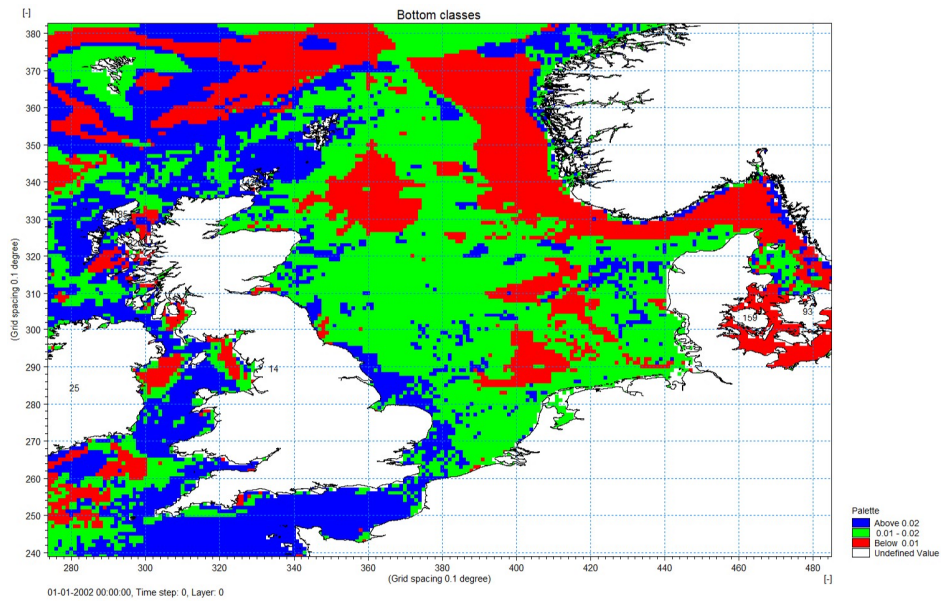 Bottom classes
[-]
380
370
360
350
340
330
320
310
300
290
280
270
260
250
240
(Grid spacing 0.1 degree)
159
93
14
25
280 300 320 340 360 380 400 420 440 460 480
(Grid spacing 0.1 degree) [-]
01-01-2002 00:00:00, Time step: 0, Layer: 0
Palette
Above 0.02
0.01 - 0.02
Below 0.01
Undefined Value